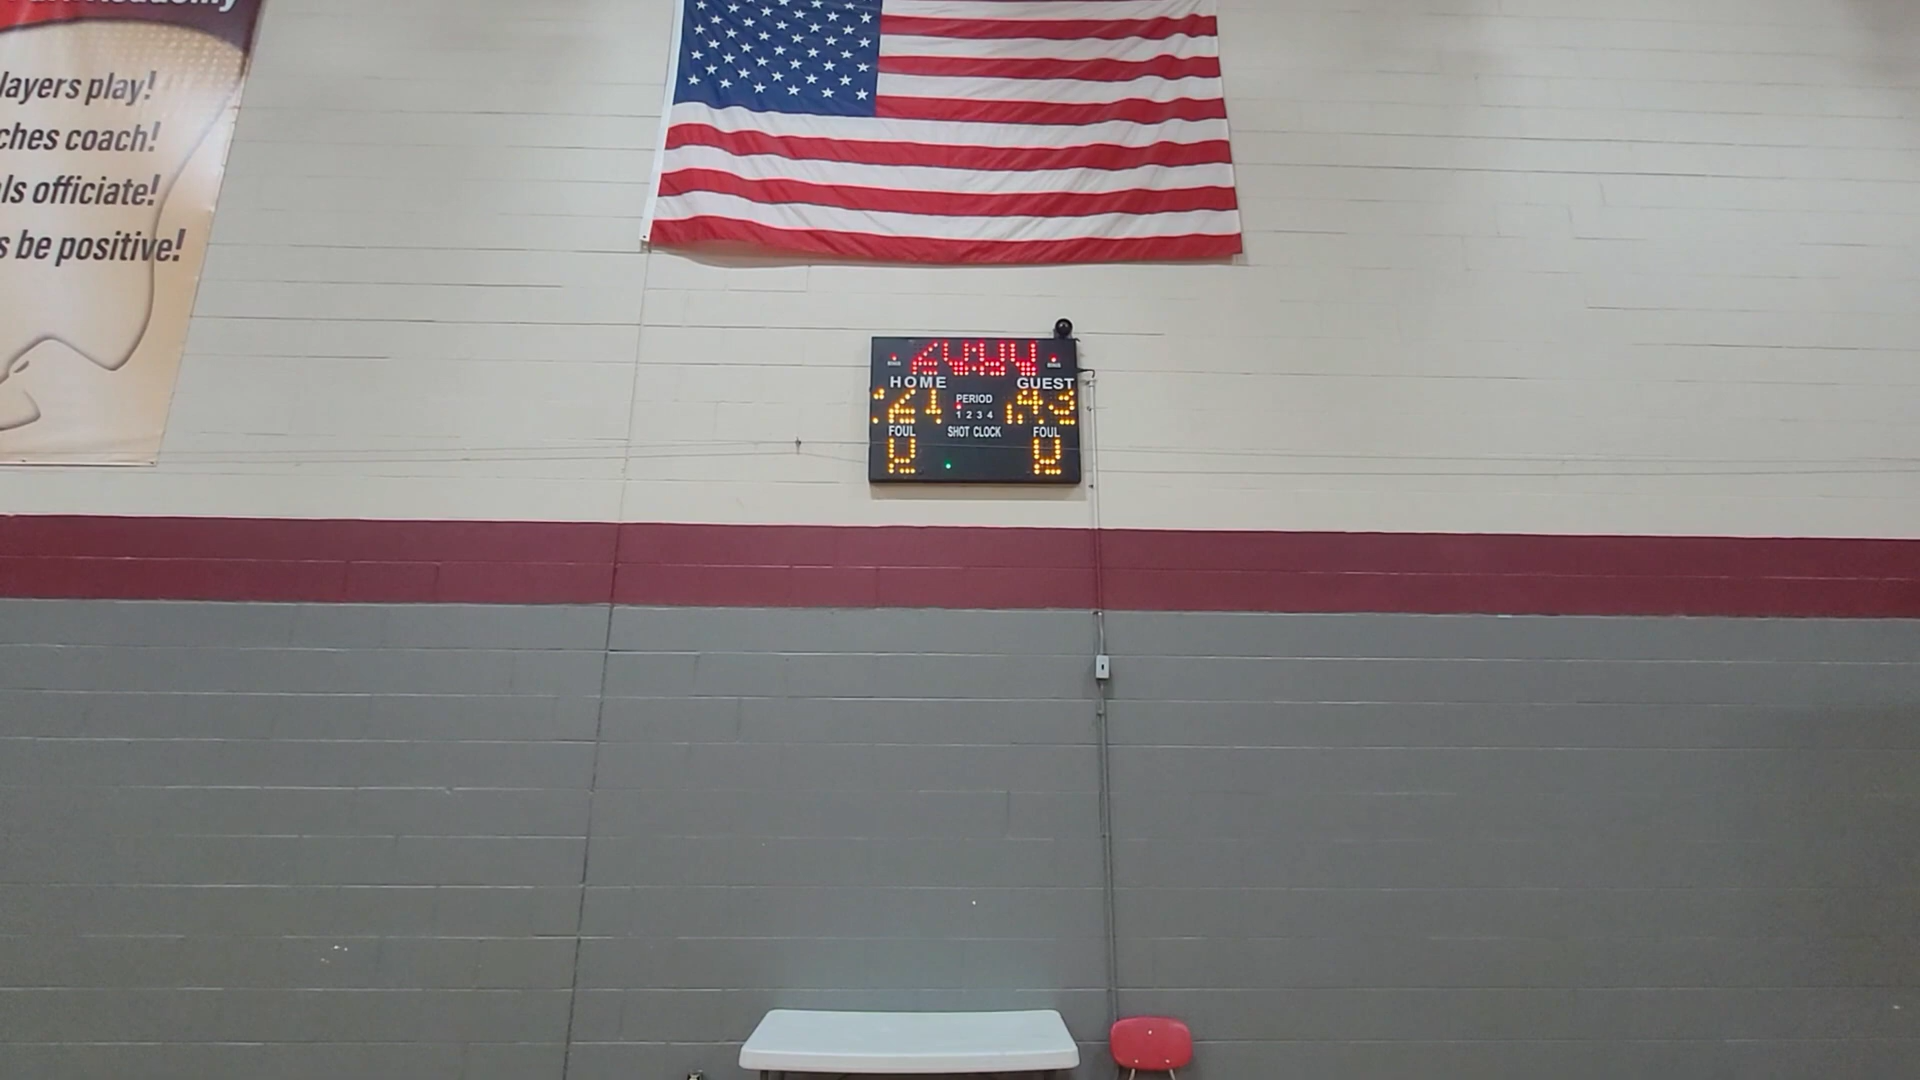 layers play!
ches coach!
ls officiate!
s be positive!
HOME
GUEST
PERIOD
1 2 3 4
FOUL
SHOT CLOCK
FOUL